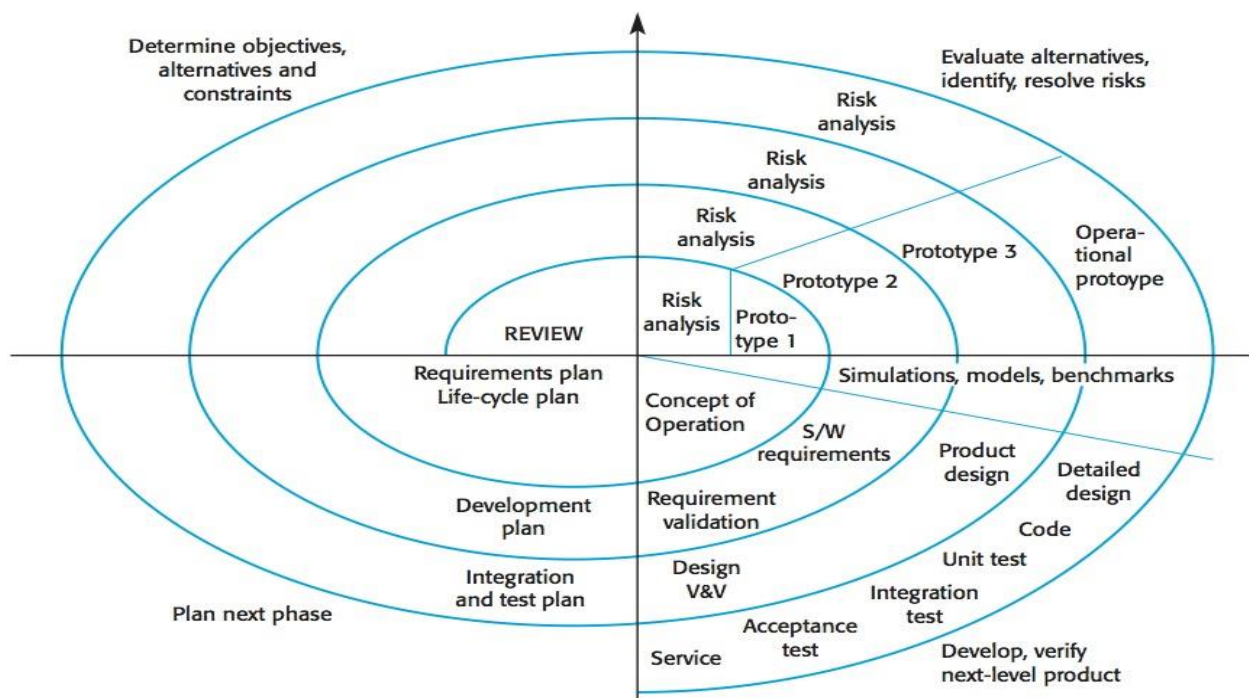 Determine objectives,
alternatives and
constraints
Evaluate alternatives,
identify, resolve risks
Risk
analysis
Risk
analysis
Risk
analysis
Opera-
tional
protoype
Prototype 3
Prototype 2
Risk
analysis
Proto-
type 1
REVIEW
Requirements plan
Life-cycle plan
Simulations, models, benchmarks
Concept of
Operation
S/W
requirements
Product
design
Detailed
design
Development
plan
Requirement
validation
Code
Unit test
Integration
and test plan
Design
V&V
Integration
test
Plan next phase
Acceptance
test
Service
Develop, verify
next-level product